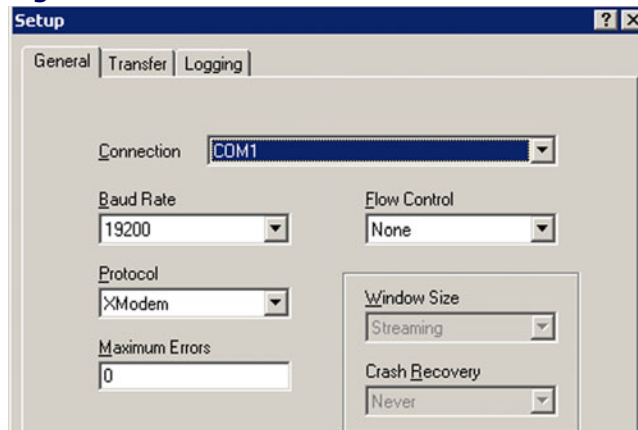 Setup
General Transfer Logging
Connection COM1
Baud Rate Flow Control
19200 None
Protocol
XModem
Window Size
Streaming
Maximum Errors
0
Crash Recovery
Never